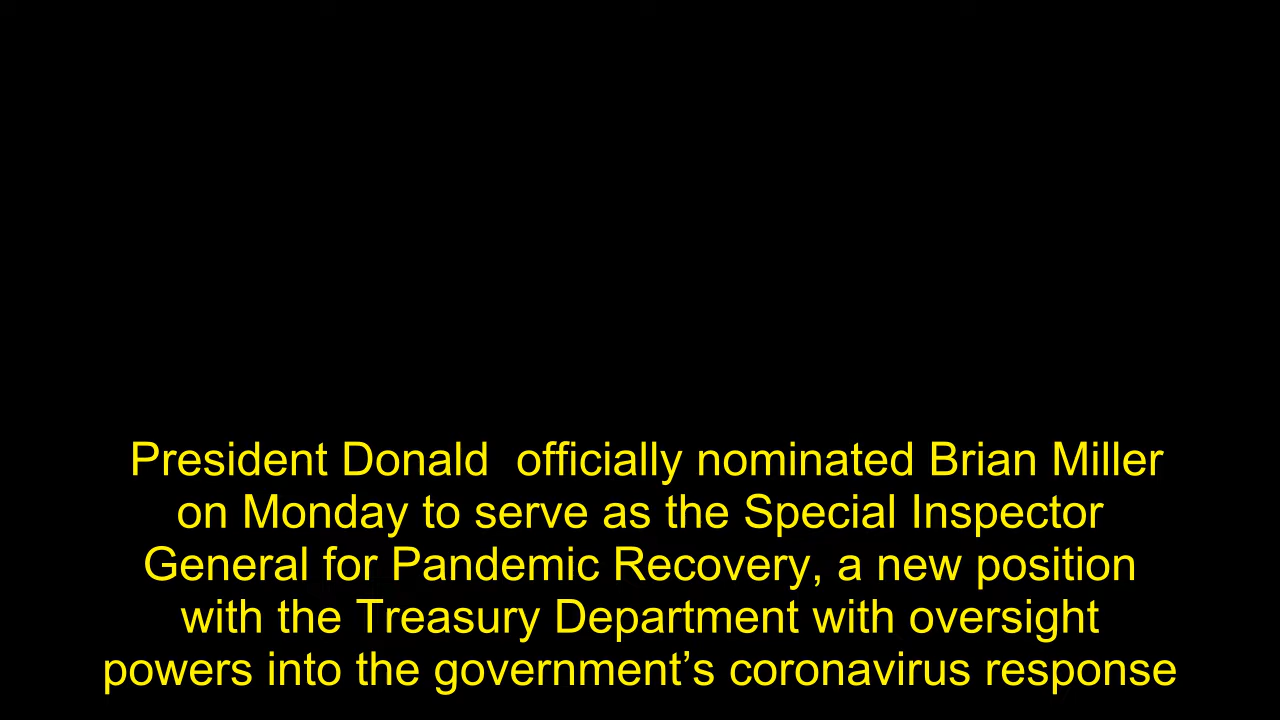 President Donald  officially nominated Brian Miller
on Monday to serve as the Special Inspector
General for Pandemic Recovery, a new position
with the Treasury Department with oversight
powers into the government’s coronavirus response